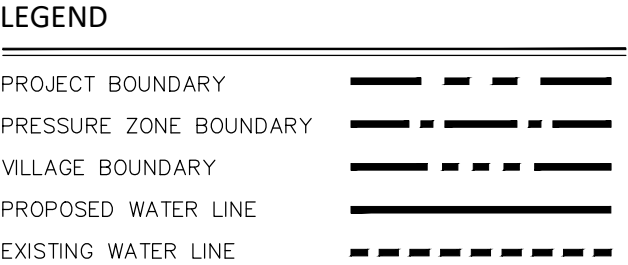 LEGEND
PROJECT BOUNDARY
PRESSURE ZONE BOUNDARY
VILLAGE BOUNDARY
PROPOSED WATER LINE
EXISTING WATER LINE